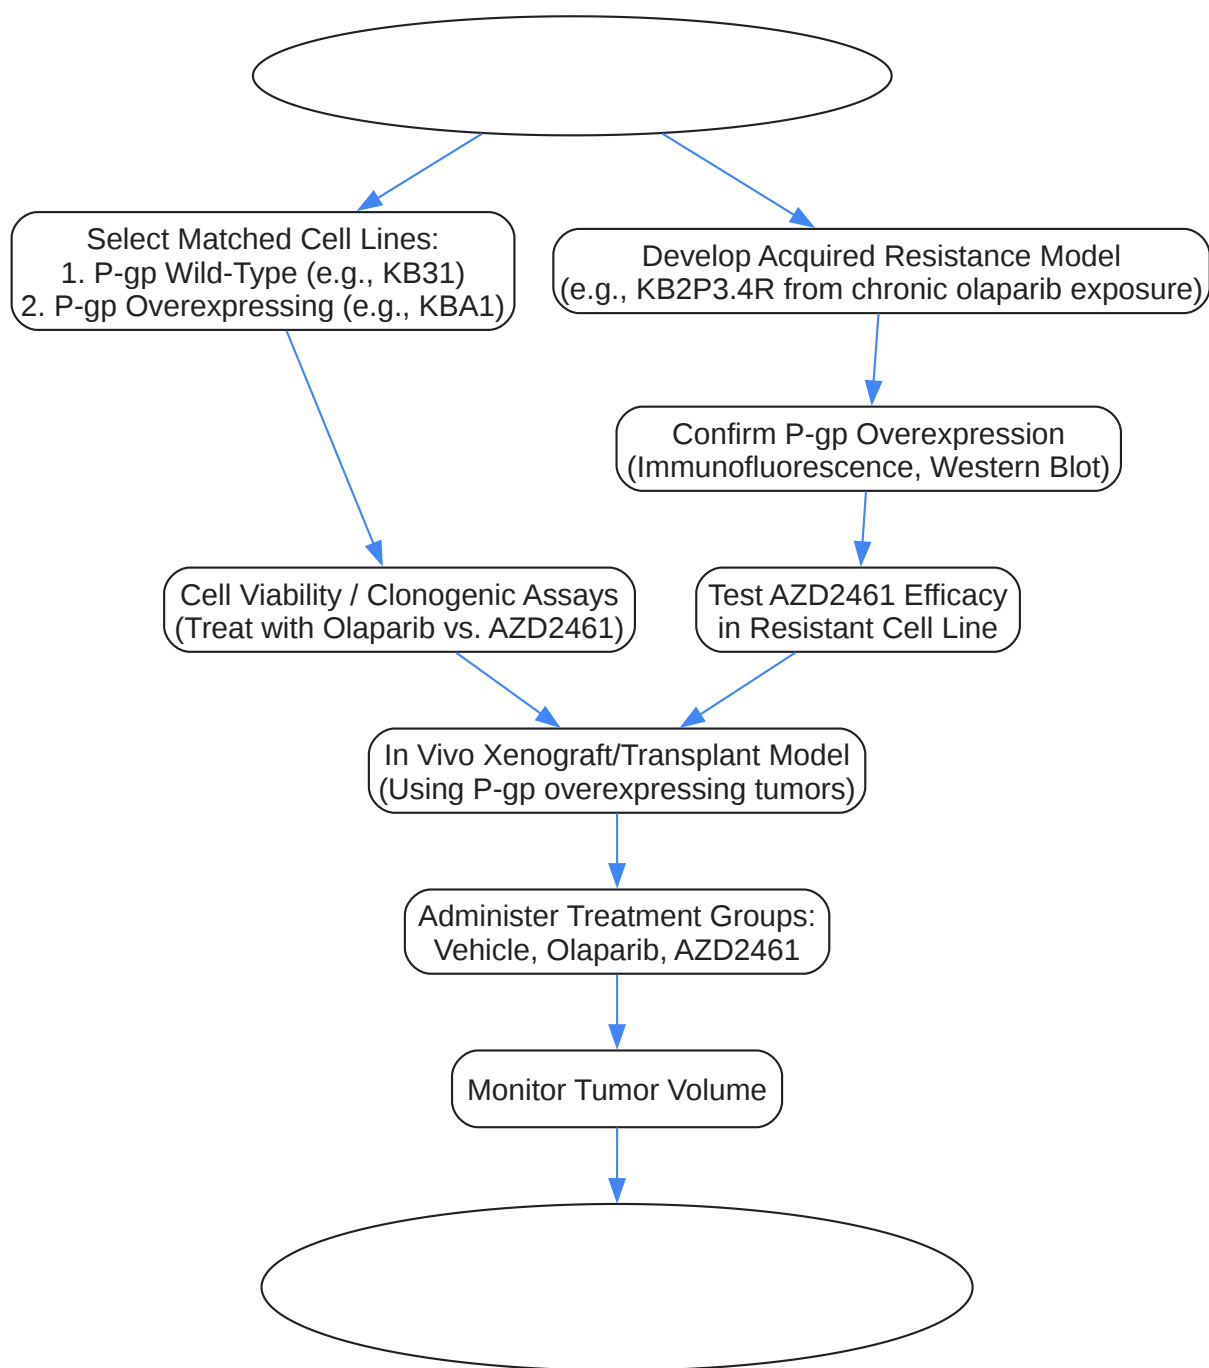 Select Matched Cell Lines:
1. P-gp Wild-Type (e.g., KB31)
2. P-gp Overexpressing (e.g., KBA1)
Develop Acquired Resistance Model
(e.g., KB2P3.4R from chronic olaparib exposure)
Confirm P-gp Overexpression
(Immunofluorescence, Western Blot)
Cell Viability / Clonogenic Assays
(Treat with Olaparib vs. AZD2461)
Test AZD2461 Efficacy
in Resistant Cell Line
In Vivo Xenograft/Transplant Model
(Using P-gp overexpressing tumors)
Administer Treatment Groups:
Vehicle, Olaparib, AZD2461
Monitor Tumor Volume